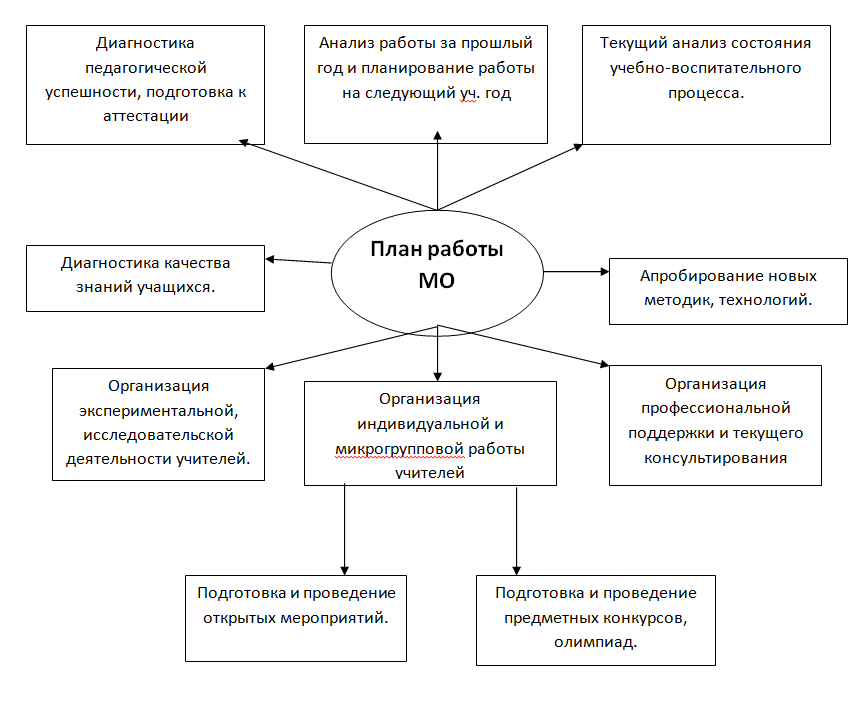 Диагностика
педагогической
успешности, подготовка к
аттестации
Анализ работы за прошлый
год и планирование работы
на следующий уч. год
Текущий анализ состояния
учебно-воспитательного
процесса.
План работы
МО
Диагностика качества
знаний учащихся.
Апробирование новых
методик, технологий.
Организация
экспериментальной,
исследовательской
деятельности учителей.
Организация
индивидуальной и
микрогрупповой работы
учителей
Организация
профессиональной
поддержки и текущего
консультирования
Подготовка и проведение
открытых мероприятий.
Подготовка и проведение
предметных конкурсов,
олимпиад.